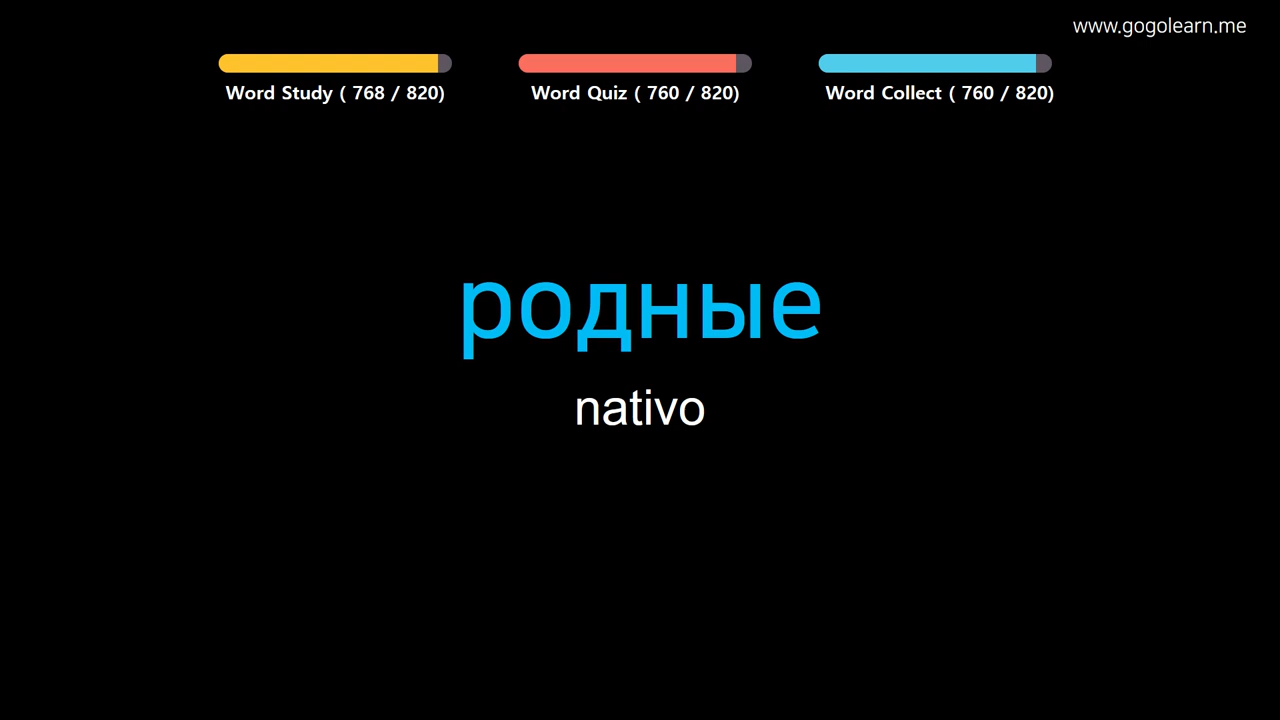 www.gogolearn.me
Word Study ( 768 / 820)
Word Quiz ( 760 / 820)
Word Collect ( 760 / 820)
родные
nativo